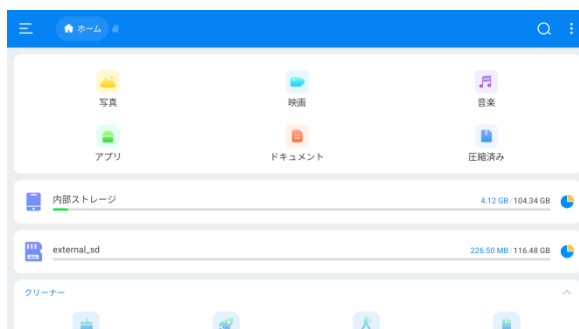 ホーム
写真
映画
音楽
アプリ
ドキュメント
圧縮済み
内部ストレージ
4.12 GB/104.34 GB
external_sd
226.50 MB/116.48 GB
クリーナー